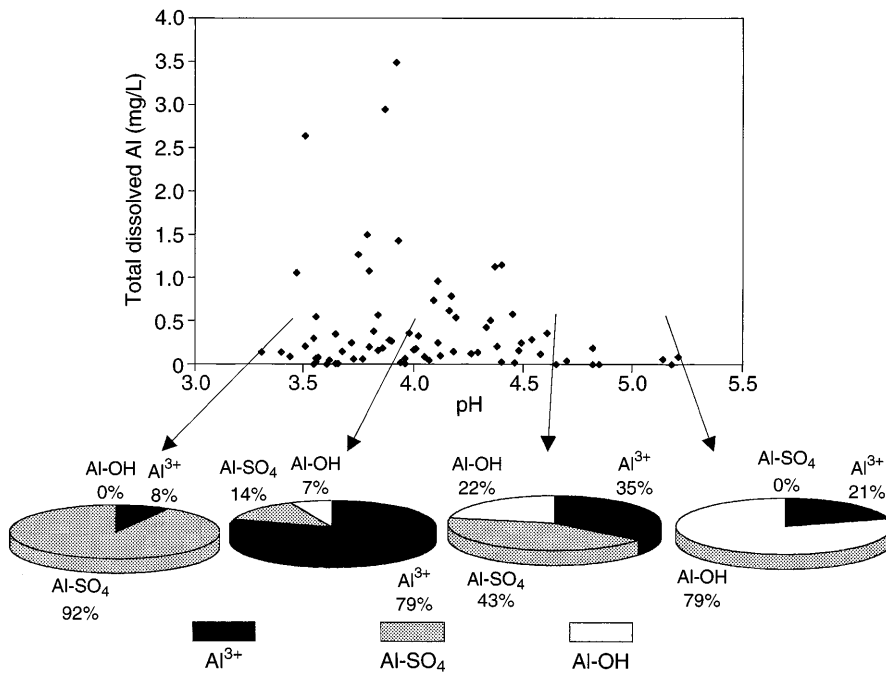 Total dissolved Al (mg/L)
4.0
3.5
3.0
2.5
2.0
1.5
1.0
0.5
0
3.0 3.5 4.0 4.5 5.0 5.5
pH
Al-OH
0%
Al³⁺
8%
Al-SO₄
92%
Al-SO₄
14%
Al-OH
7%
Al³⁺
79%
Al-OH
22%
Al³⁺
35%
Al-SO₄
43%
Al-SO₄
0%
Al³⁺
21%
Al-OH
79%
Al³⁺
Al-SO₄
Al-OH